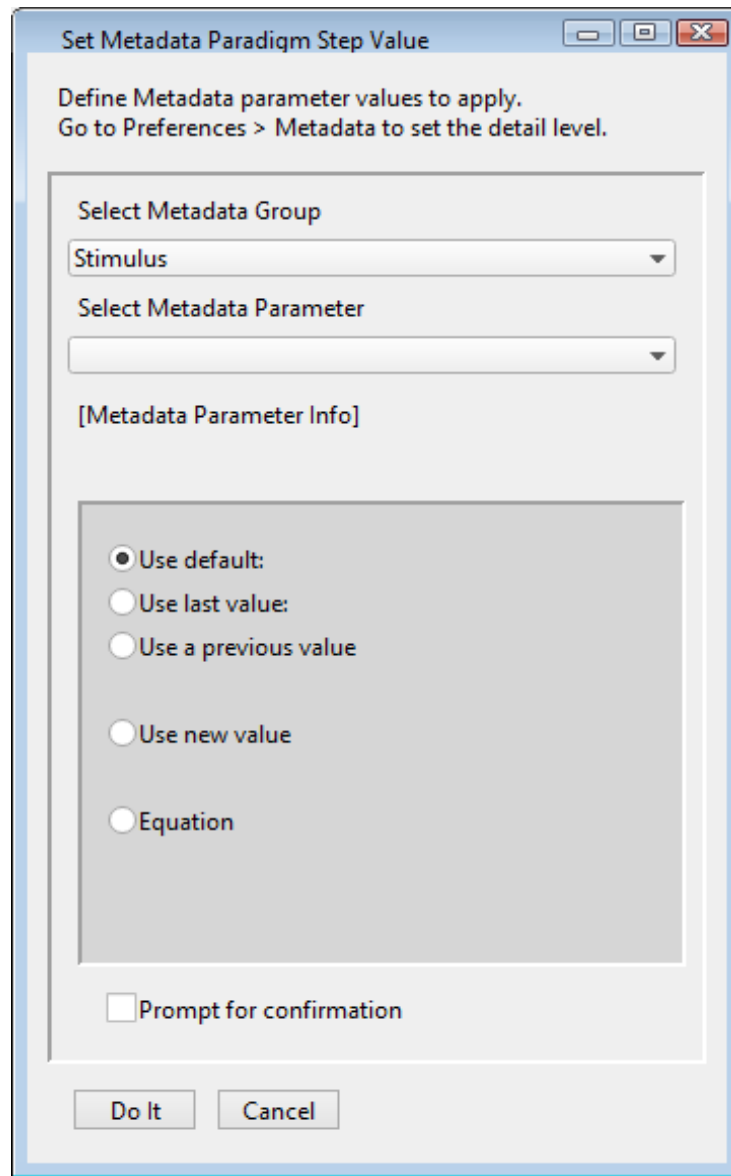 Set Metadata Paradigm Step Value
Define Metadata parameter values to apply.
Go to Preferences > Metadata to set the detail level.
Select Metadata Group
Stimulus
Select Metadata Parameter
[Metadata Parameter Info]
Use default:
Use last value:
Use a previous value
Use new value
Equation
Prompt for confirmation
Do It Cancel